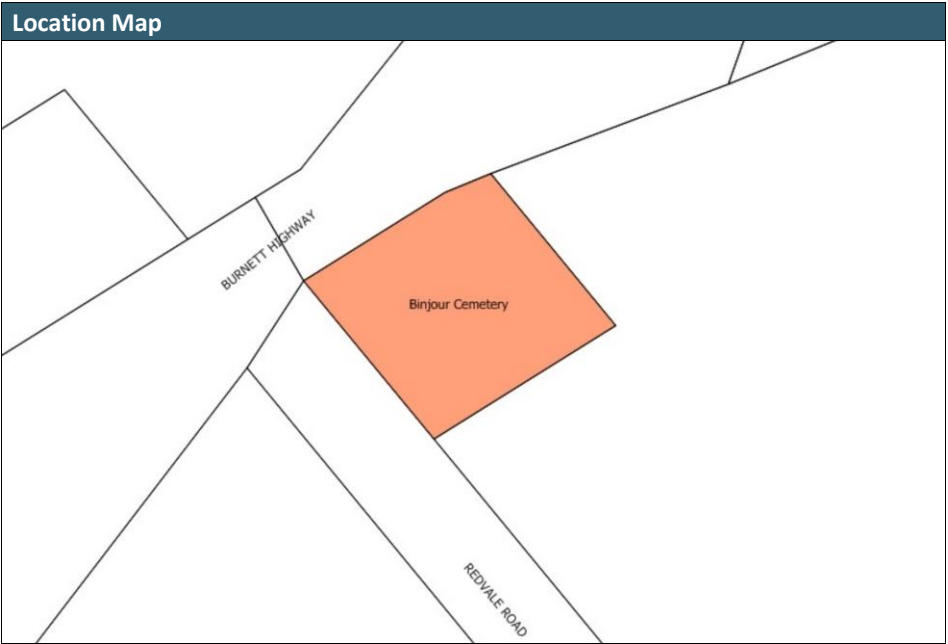 Location Map
BURNETT HIGHWAY
Binjour Cemetery
REDVALE ROAD